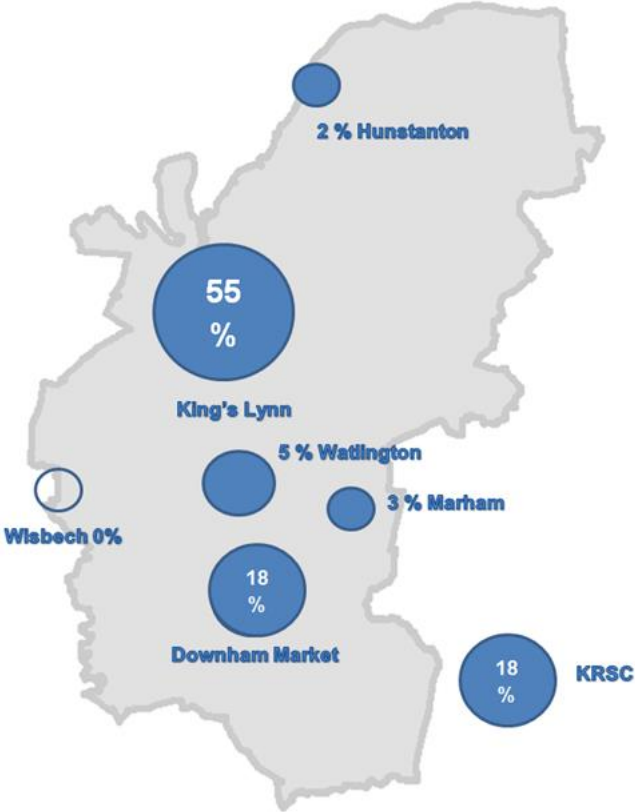 2 % Hunstanton
55
%
King's Lynn
5 % Watlington
3 % Marham
Wisbech 0%
18
%
Downham Market
18
%
KRSC